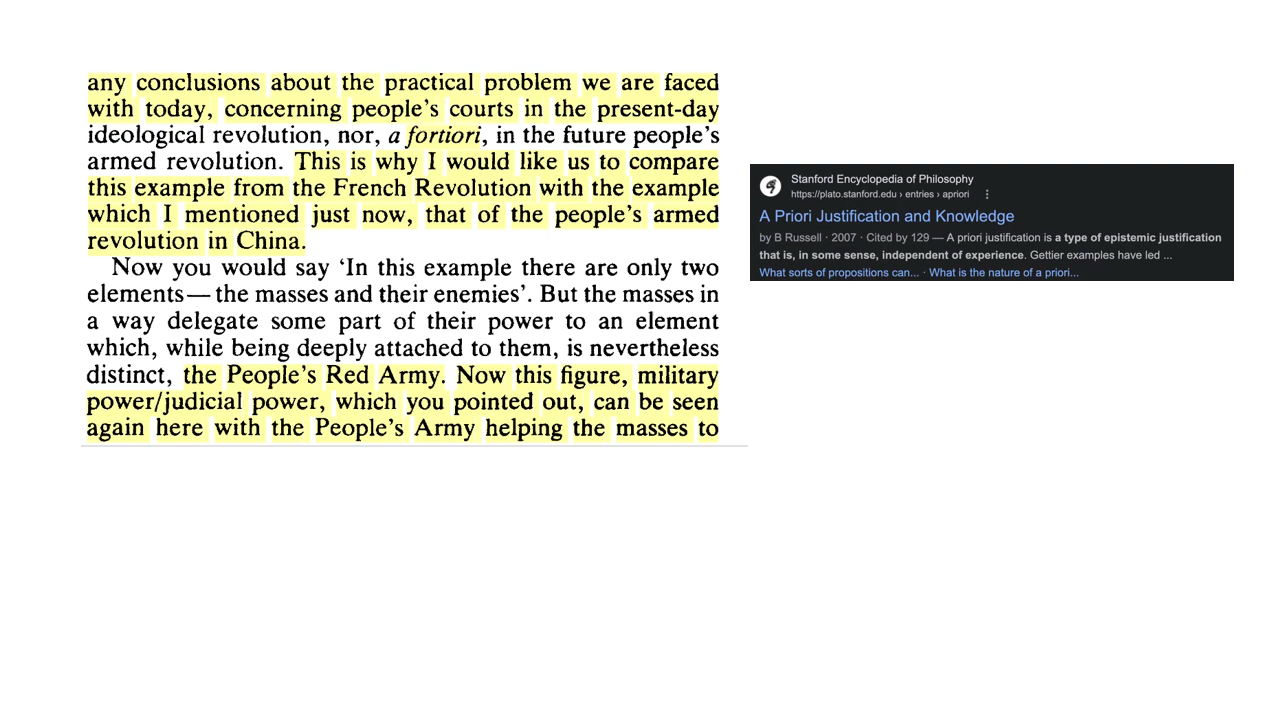 any conclusions about the practical problem we are faced
with today, concerning people's courts in the present-day
ideological revolution, nor, a fortiori, in the future people's
armed revolution. This is why I would like us to compare
this example from the French Revolution with the example
which I mentioned just now, that of the people's armed
revolution in China.
Now you would say ‘In this example there are only two
elements—the masses and their enemies’. But the masses in
a way delegate some part of their power to an element
which, while being deeply attached to them, is nevertheless
distinct, the People's Red Army. Now this figure, military
power/judicial power, which you pointed out, can be seen
again here with the People's Army helping the masses to
Stanford Encyclopedia of Philosophy
https://plato.stanford.edu › entries › apriori
A Priori Justification and Knowledge
by B Russell · 2007 · Cited by 129 — A priori justification is a type of epistemic justification
that is, in some sense, independent of experience. Gettier examples have led ...
What sorts of propositions can... · What is the nature of a priori...